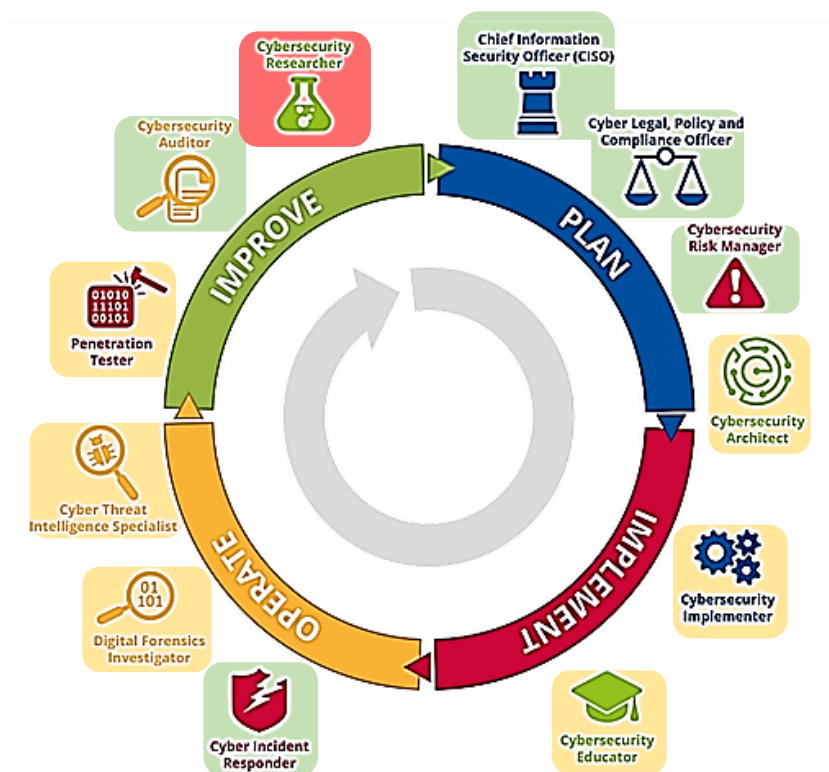 Cybersecurity
Researcher
Chief Information
Security Officer (CISO)
Cyber Legal, Policy and
Compliance Officer
Cybersecurity
Auditor
Cybersecurity
Risk Manager
IMPROVE
PLAN
01010
11101
00101
Penetration
Tester
Cybersecurity
Architect
Cyber Threat
Intelligence Specialist
OPERATE
IMPLEMENT
Cybersecurity
Implementer
01
101
Digital Forensics
Investigator
Cyber Incident
Responder
Cybersecurity
Educator